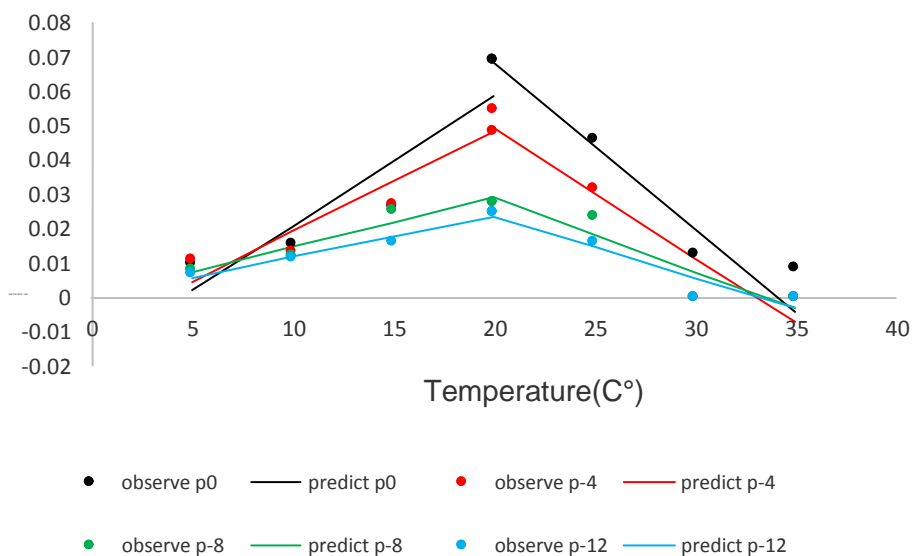 0.08
0.07
0.06
0.05
0.04
0.03
0.02
0.01
0
-0.01
-0.02
0 5 10 15 20 25 30 35 40
Temperature(C°)
observe p0 predict p0 observe p-4 predict p-4
observe p-8 predict p-8 observe p-12 predict p-12